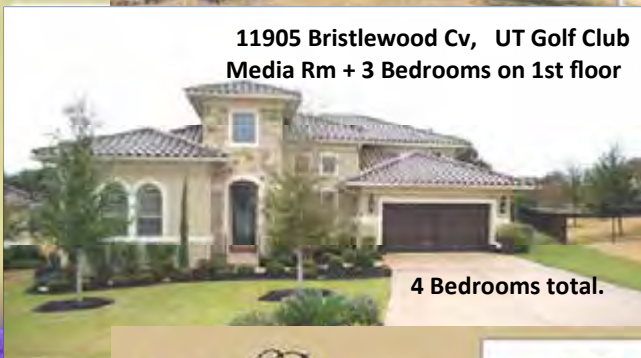 11905 Bristlewood Cv, UT Golf Club
Media Rm + 3 Bedrooms on 1st floor
4 Bedrooms total.